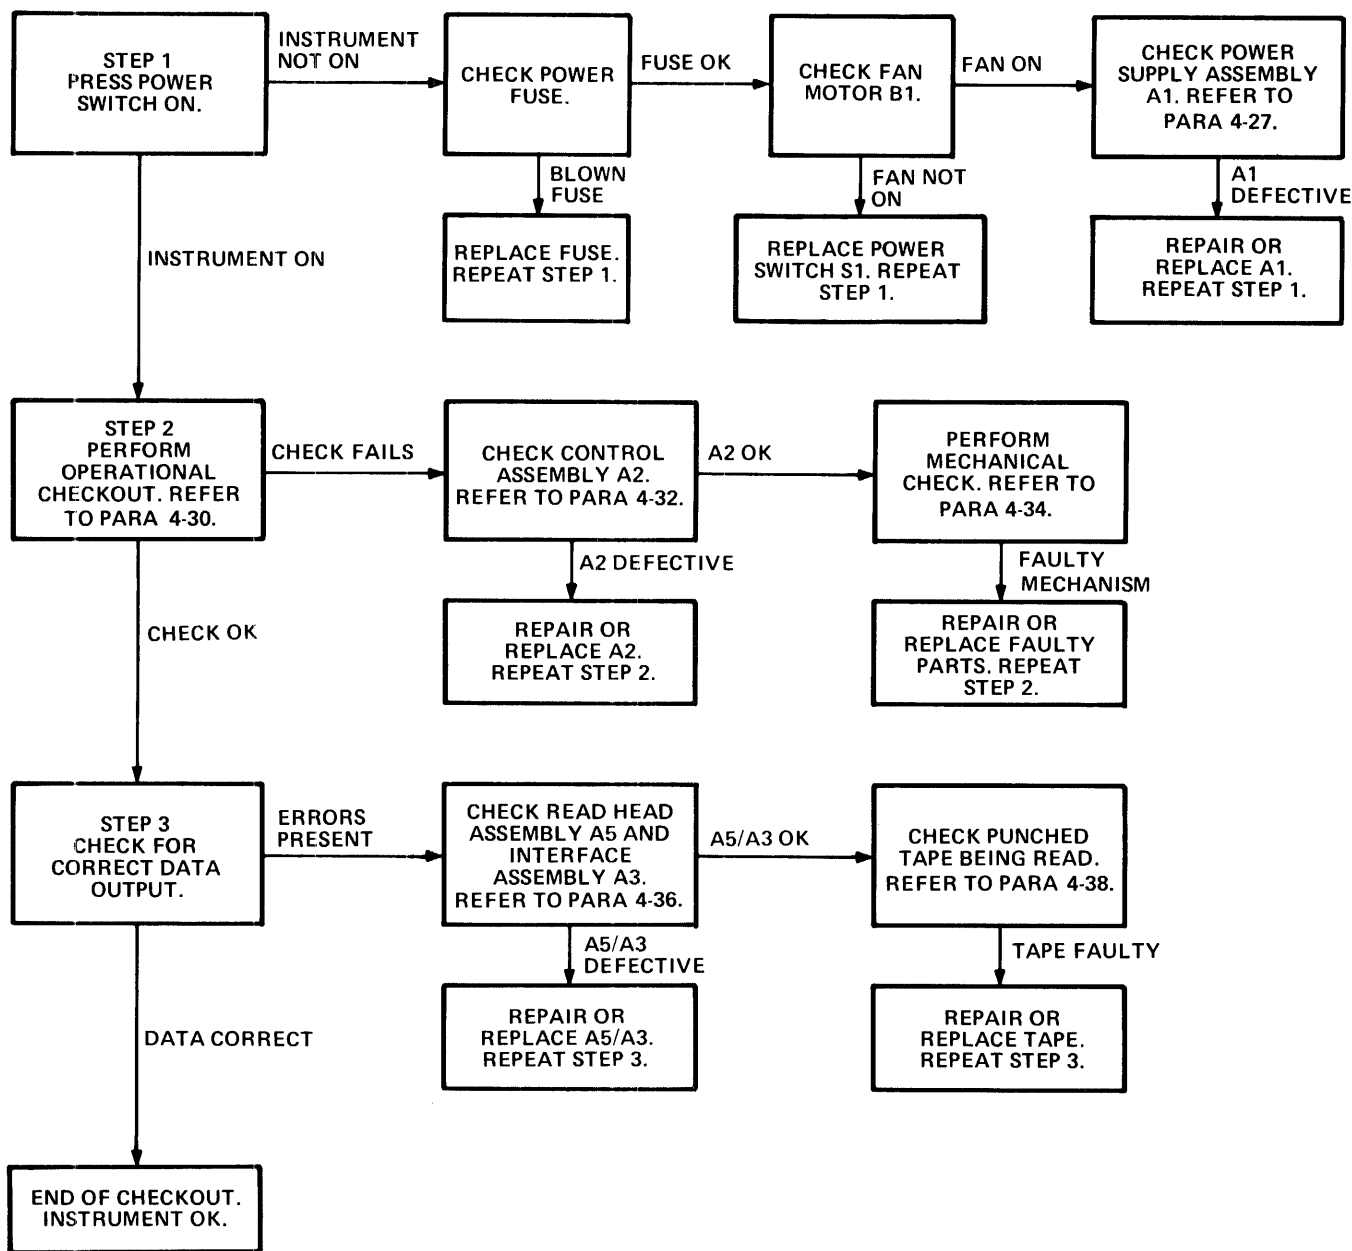 STEP 1
PRESS POWER
SWITCH ON.
INSTRUMENT
NOT ON
CHECK POWER
FUSE.
FUSE OK
CHECK FAN
MOTOR B1.
FAN ON
CHECK POWER
SUPPLY ASSEMBLY
A1. REFER TO
PARA 4-27.
BLOWN
FUSE
FAN NOT
ON
A1
DEFECTIVE
REPLACE FUSE.
REPEAT STEP 1.
REPLACE POWER
SWITCH S1. REPEAT
STEP 1.
REPAIR OR
REPLACE A1.
REPEAT STEP 1.
INSTRUMENT ON
STEP 2
PERFORM
OPERATIONAL
CHECKOUT. REFER
TO PARA 4-30.
CHECK FAILS
CHECK CONTROL
ASSEMBLY A2.
REFER TO PARA 4-32.
A2 OK
PERFORM
MECHANICAL
CHECK. REFER TO
PARA 4-34.
A2 DEFECTIVE
FAULTY
MECHANISM
REPAIR OR
REPLACE A2.
REPEAT STEP 2.
REPAIR OR
REPLACE FAULTY
PARTS. REPEAT
STEP 2.
CHECK OK
STEP 3
CHECK FOR
CORRECT DATA
OUTPUT.
ERRORS
PRESENT
CHECK READ HEAD
ASSEMBLY A5 AND
INTERFACE
ASSEMBLY A3.
REFER TO PARA 4-36.
A5/A3 OK
CHECK PUNCHED
TAPE BEING READ.
REFER TO PARA 4-38.
A5/A3
DEFECTIVE
TAPE FAULTY
REPAIR OR
REPLACE A5/A3.
REPEAT STEP 3.
REPAIR OR
REPLACE TAPE.
REPEAT STEP 3.
DATA CORRECT
END OF CHECKOUT.
INSTRUMENT OK.